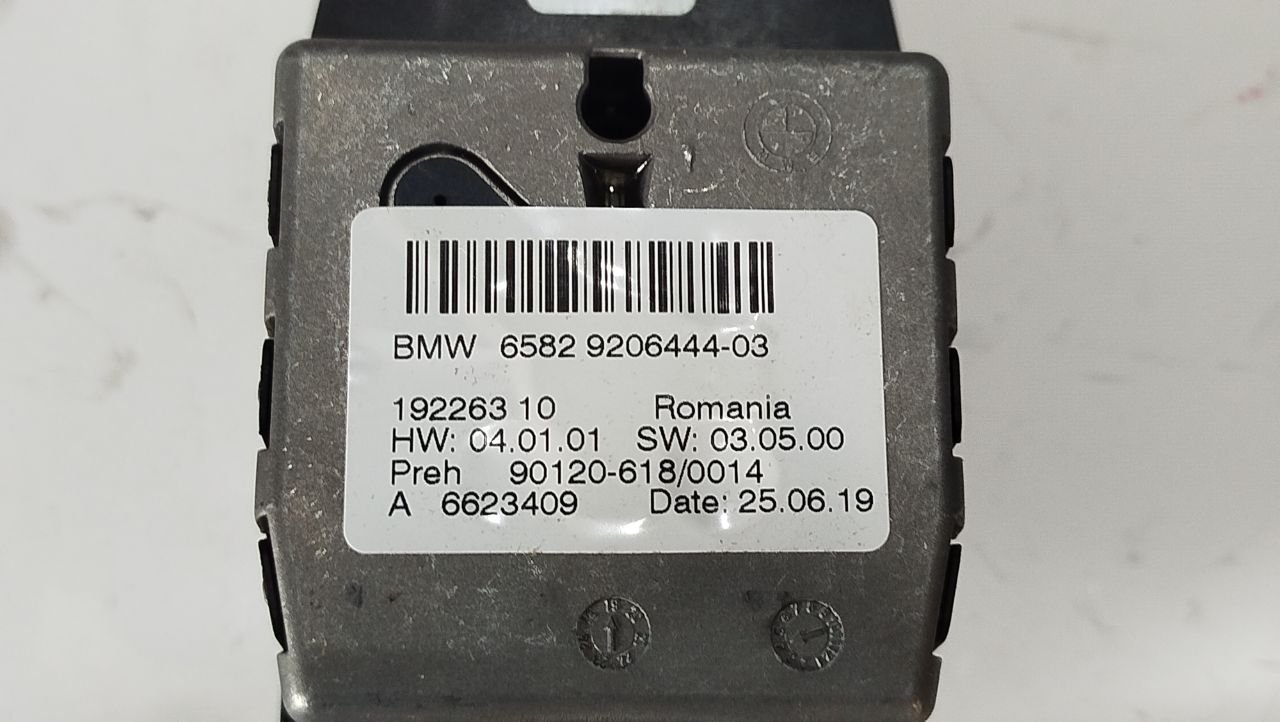 BMW 6582 9206444-03
192263 10 Romania
HW: 04.01.01 SW: 03.05.00
Preh 90120-618/0014
A 6623409 Date: 25.06.19